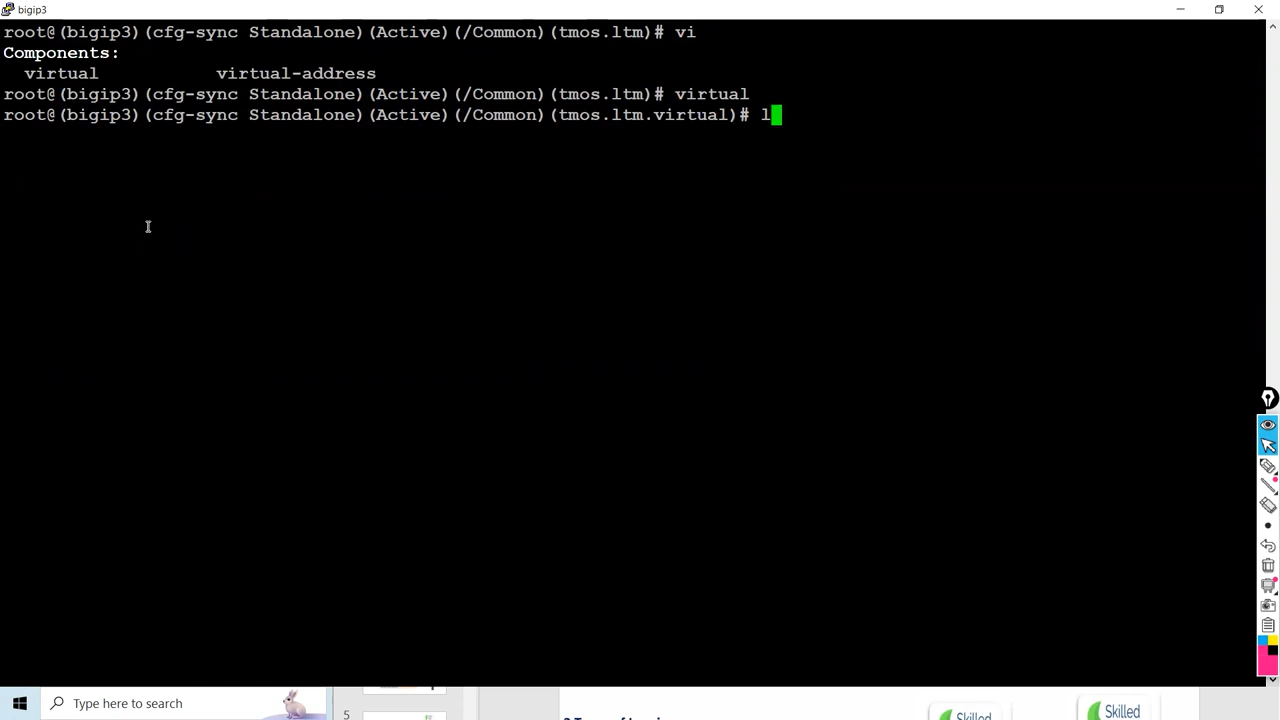 bigip3
root@(bigip3)(cfg-sync Standalone)(Active)(/Common)(tmos.ltm)# vi
Components:
virtual virtual-address
root@(bigip3)(cfg-sync Standalone)(Active)(/Common)(tmos.ltm)# virtual
root@(bigip3)(cfg-sync Standalone)(Active)(/Common)(tmos.ltm.virtual)# l
Type here to search
5
Skilled
Skilled